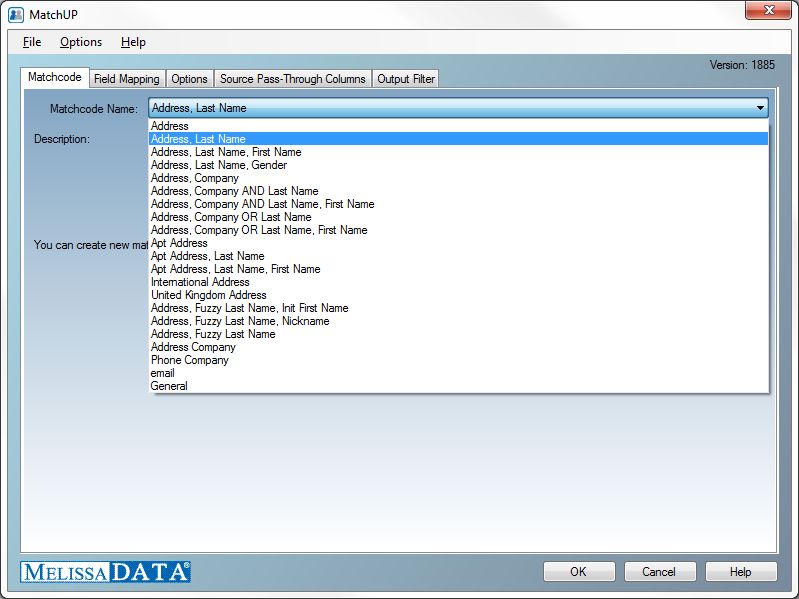 MatchUP
File Options Help
Version: 1885
Matchcode Field Mapping Options Source Pass-Through Columns Output Filter
Matchcode Name: Address, Last Name
Description:
Address
Address, Last Name
Address, Last Name, First Name
Address, Last Name, Gender
Address, Company
Address, Company AND Last Name
Address, Company AND Last Name, First Name
Address, Company OR Last Name
Address, Company OR Last Name, First Name
You can create new mat
Apt Address
Apt Address, Last Name
Apt Address, Last Name, First Name
International Address
United Kingdom Address
Address, Fuzzy Last Name, Init First Name
Address, Fuzzy Last Name, Nickname
Address, Fuzzy Last Name
Address Company
Phone Company
email
General
MELISSA DATA®
OK Cancel Help